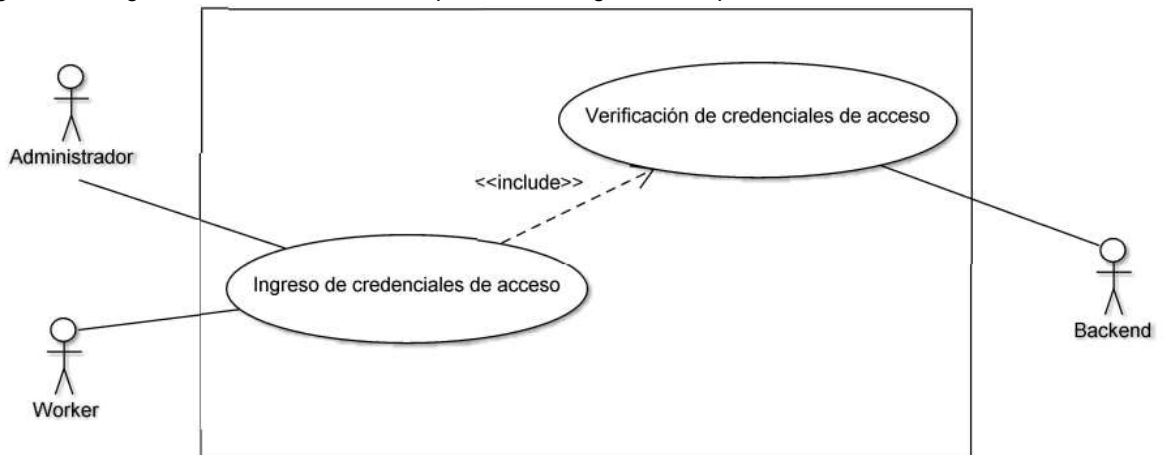 Verificación de credenciales de acceso
Administrador
<<include>>
Ingreso de credenciales de acceso
Backend
Worker